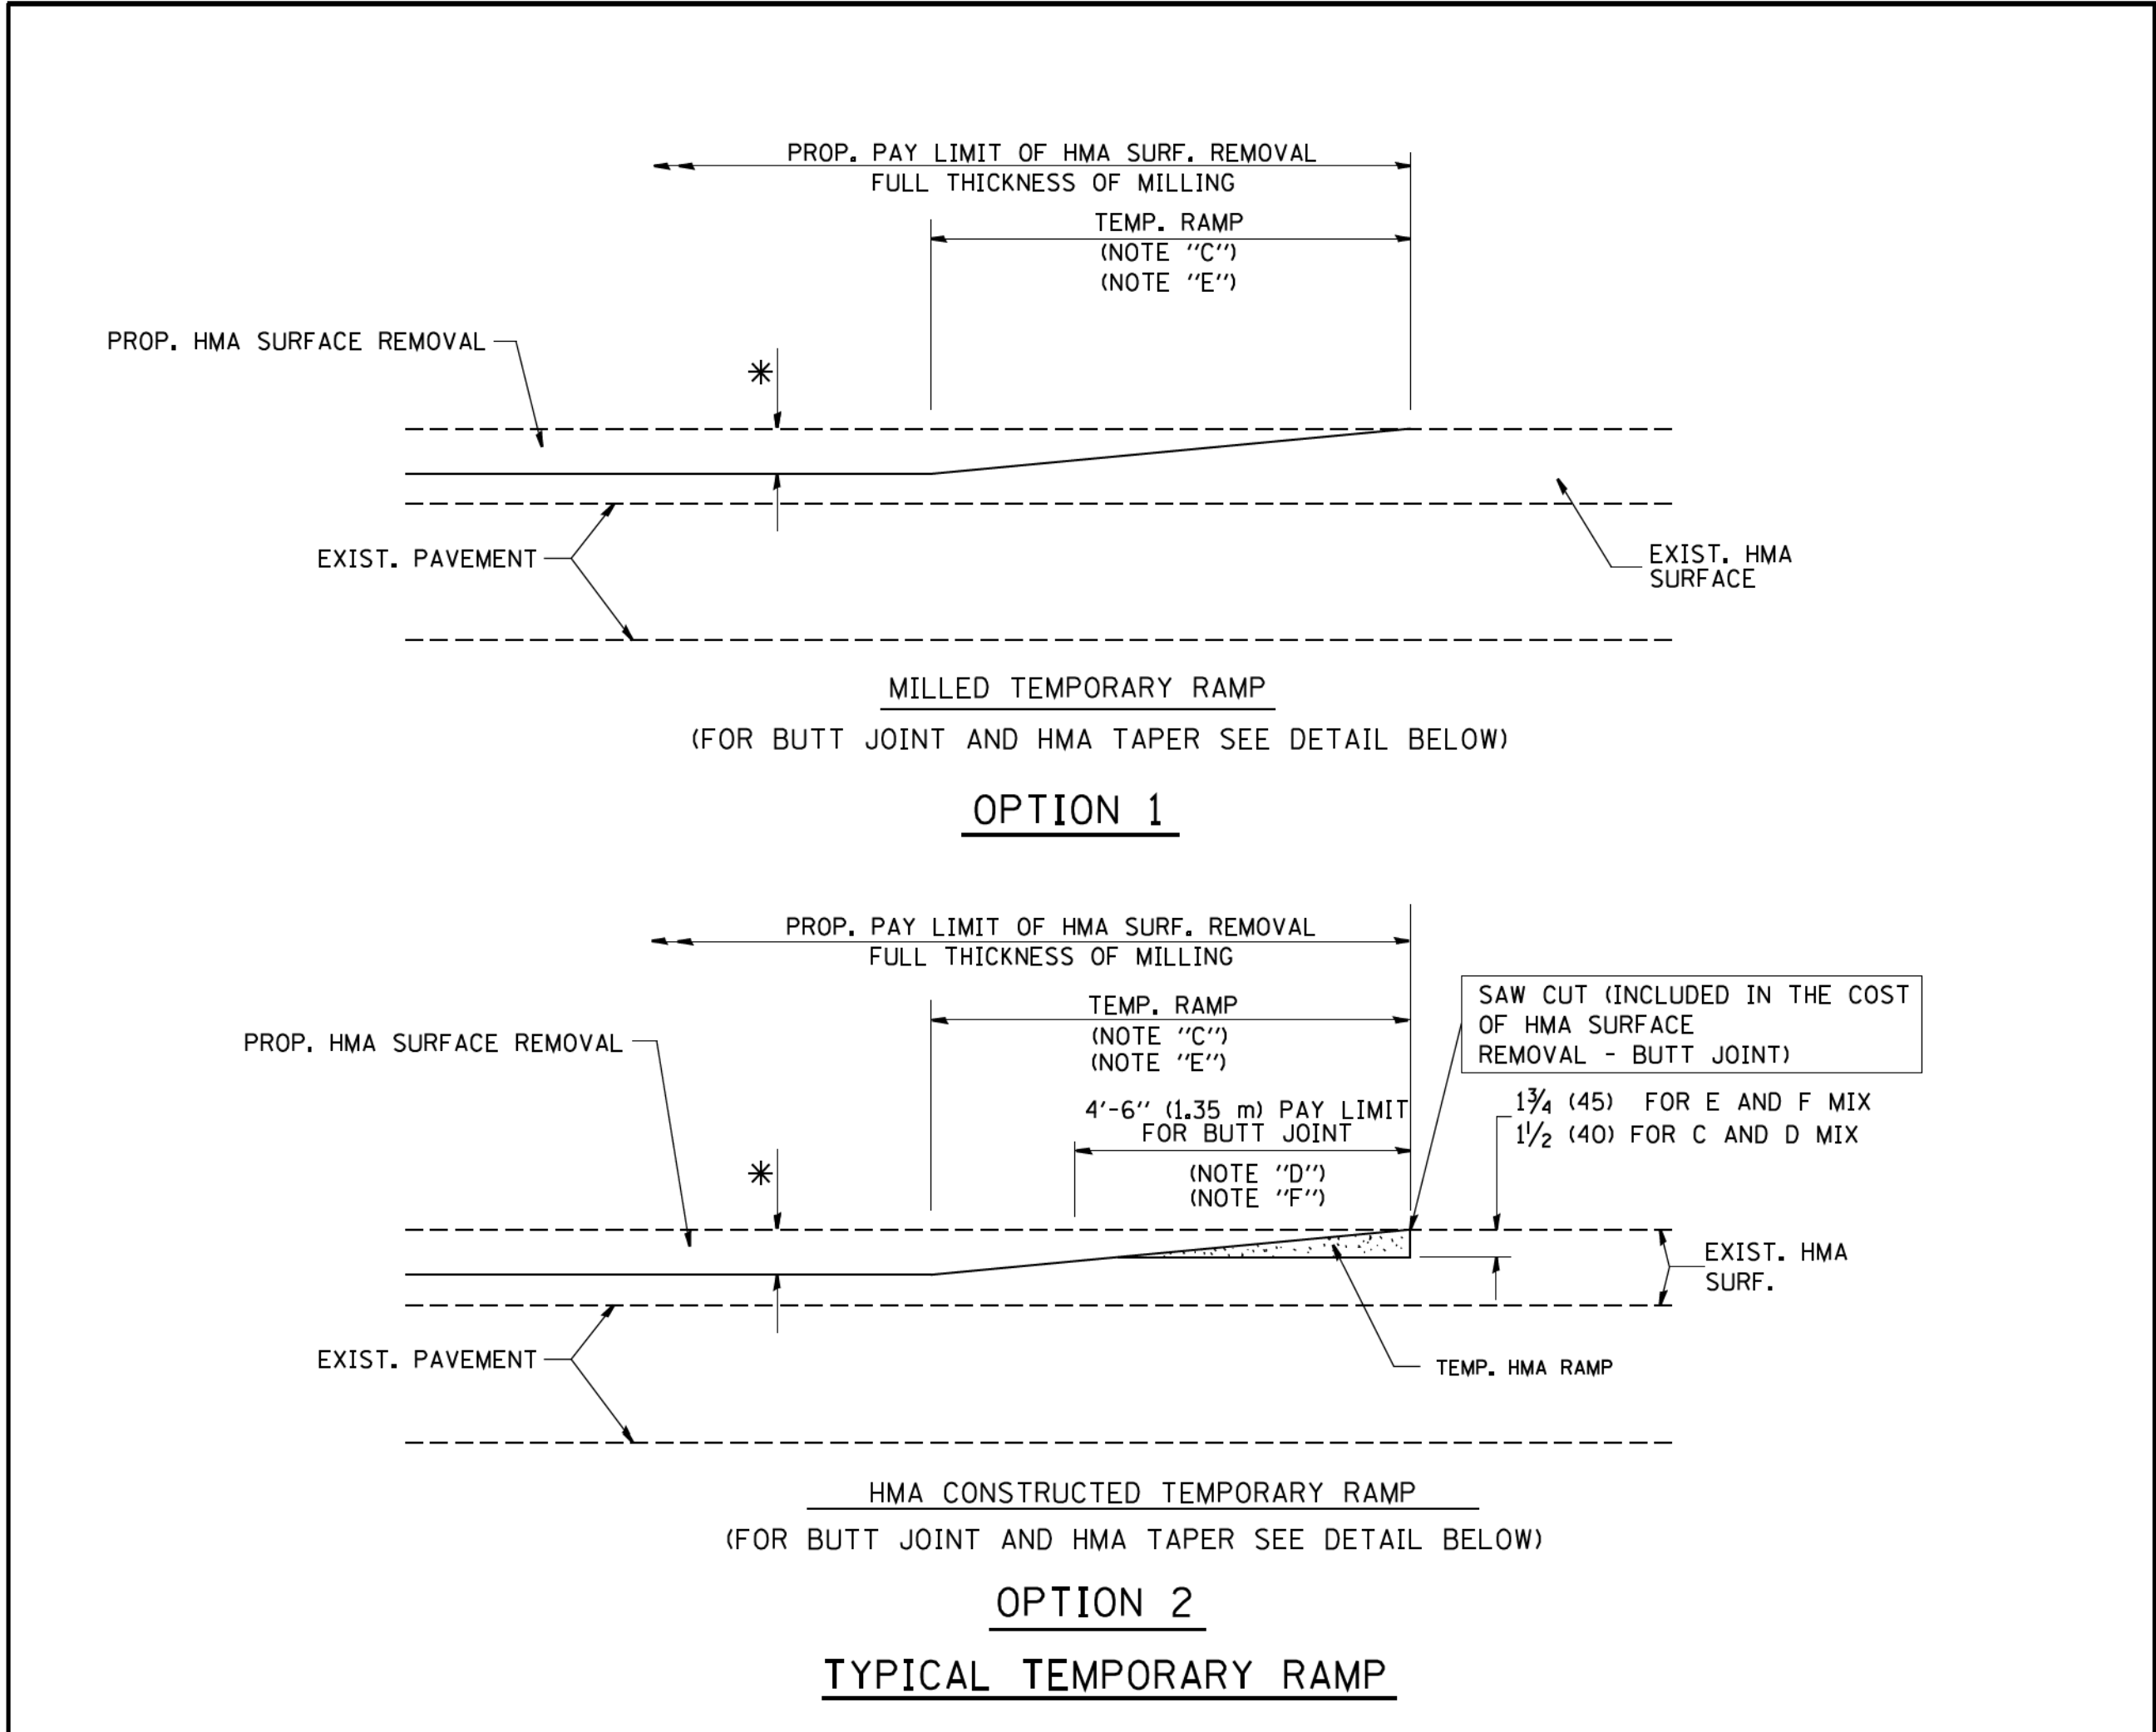 PROP. PAY LIMIT OF HMA SURF. REMOVAL
FULL THICKNESS OF MILLING
TEMP. RAMP
(NOTE "C")
(NOTE "E")
PROP. HMA SURFACE REMOVAL
*
EXIST. PAVEMENT
EXIST. HMA
SURFACE
MILLED TEMPORARY RAMP
(FOR BUTT JOINT AND HMA TAPER SEE DETAIL BELOW)
OPTION 1
PROP. PAY LIMIT OF HMA SURF. REMOVAL
FULL THICKNESS OF MILLING
TEMP. RAMP
(NOTE "C")
(NOTE "E")
PROP. HMA SURFACE REMOVAL
SAW CUT (INCLUDED IN THE COST
OF HMA SURFACE
REMOVAL - BUTT JOINT)
4'-6" (1.35 m) PAY LIMIT
FOR BUTT JOINT
(NOTE "D")
(NOTE "F")
1¾ (45) FOR E AND F MIX
1½ (40) FOR C AND D MIX
*
EXIST. HMA
SURF.
EXIST. PAVEMENT
TEMP. HMA RAMP
HMA CONSTRUCTED TEMPORARY RAMP
(FOR BUTT JOINT AND HMA TAPER SEE DETAIL BELOW)
OPTION 2
TYPICAL TEMPORARY RAMP